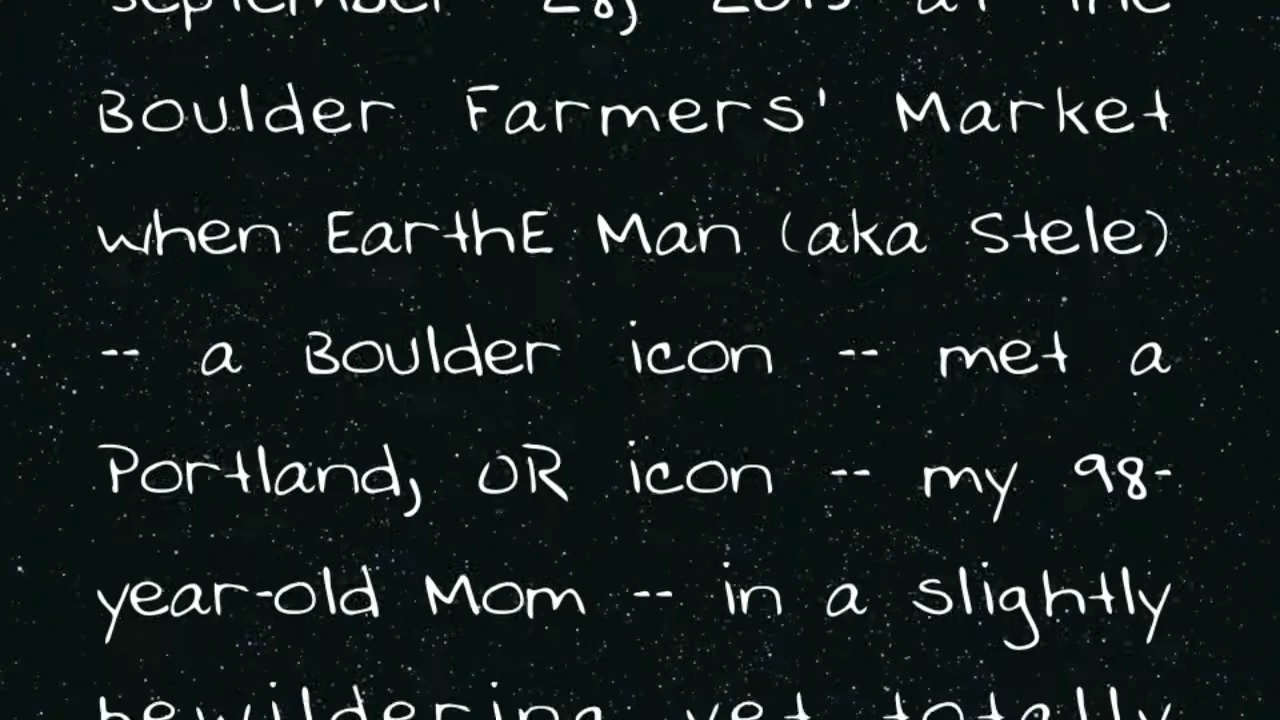 September 28, 2013 at the
Boulder Farmers' Market
when EarthE Man (aka Stele)
-- a Boulder icon -- met a
Portland, OR icon -- my 98-
year-old Mom -- in a slightly
bewildering yet totally